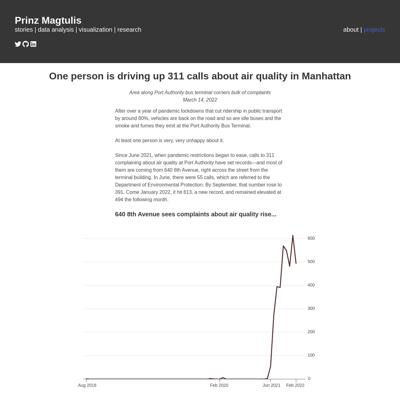 Prinz Magtulis
stories | data analysis | visualization | research
about | projects
One person is driving up 311 calls about air quality in Manhattan
Area along Port Authority bus terminal corners bulk of complaints
March 14, 2022
After over a year of pandemic lockdowns that cut ridership in public transport
by around 80%, vehicles are back on the road and so are idle buses and the
smoke and fumes they emit at the Port Authority Bus Terminal.
At least one person is very, very unhappy about it.
Since June 2021, when pandemic restrictions began to ease, calls to 311
complaining about air quality at Port Authority have set records—and most of
them are coming from 640 8th Avenue, right across the street from the
terminal building. In June, there were 55 calls, which are referred to the
Department of Environmental Protection. By September, that number rose to
391. Come January 2022, it hit 613, a new record, and remained elevated at
494 the following month.
640 8th Avenue sees complaints about air quality rise...
600
500
400
300
200
100
0
Aug 2018
Feb 2020
Jun 2021
Feb 2022